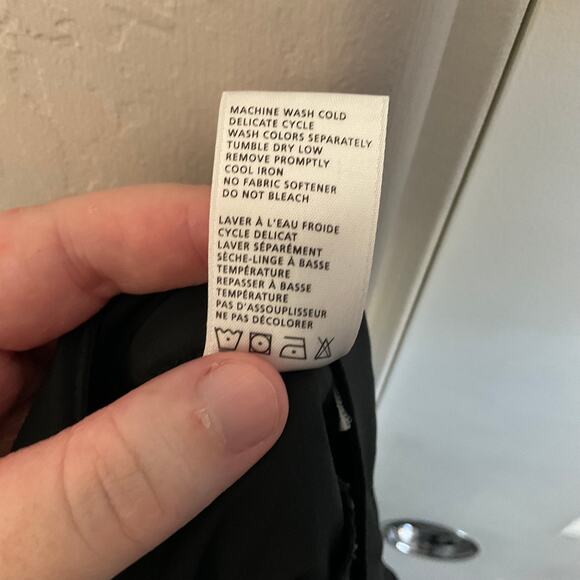 MACHINE WASH COLD
DELICATE CYCLE
WASH COLORS SEPARATELY
TUMBLE DRY LOW
REMOVE PROMPTLY
COOL IRON
NO FABRIC SOFTENER
DO NOT BLEACH
LAVER À L'EAU FROIDE
CYCLE DELICAT
LAVER SÉPARÉMENT
SÈCHE-LINGE À BASSE
TEMPÉRATURE
REPASSER À BASSE
TEMPÉRATURE
PAS D'ASSOUPLISEUR
NE PAS DÉCOLORER